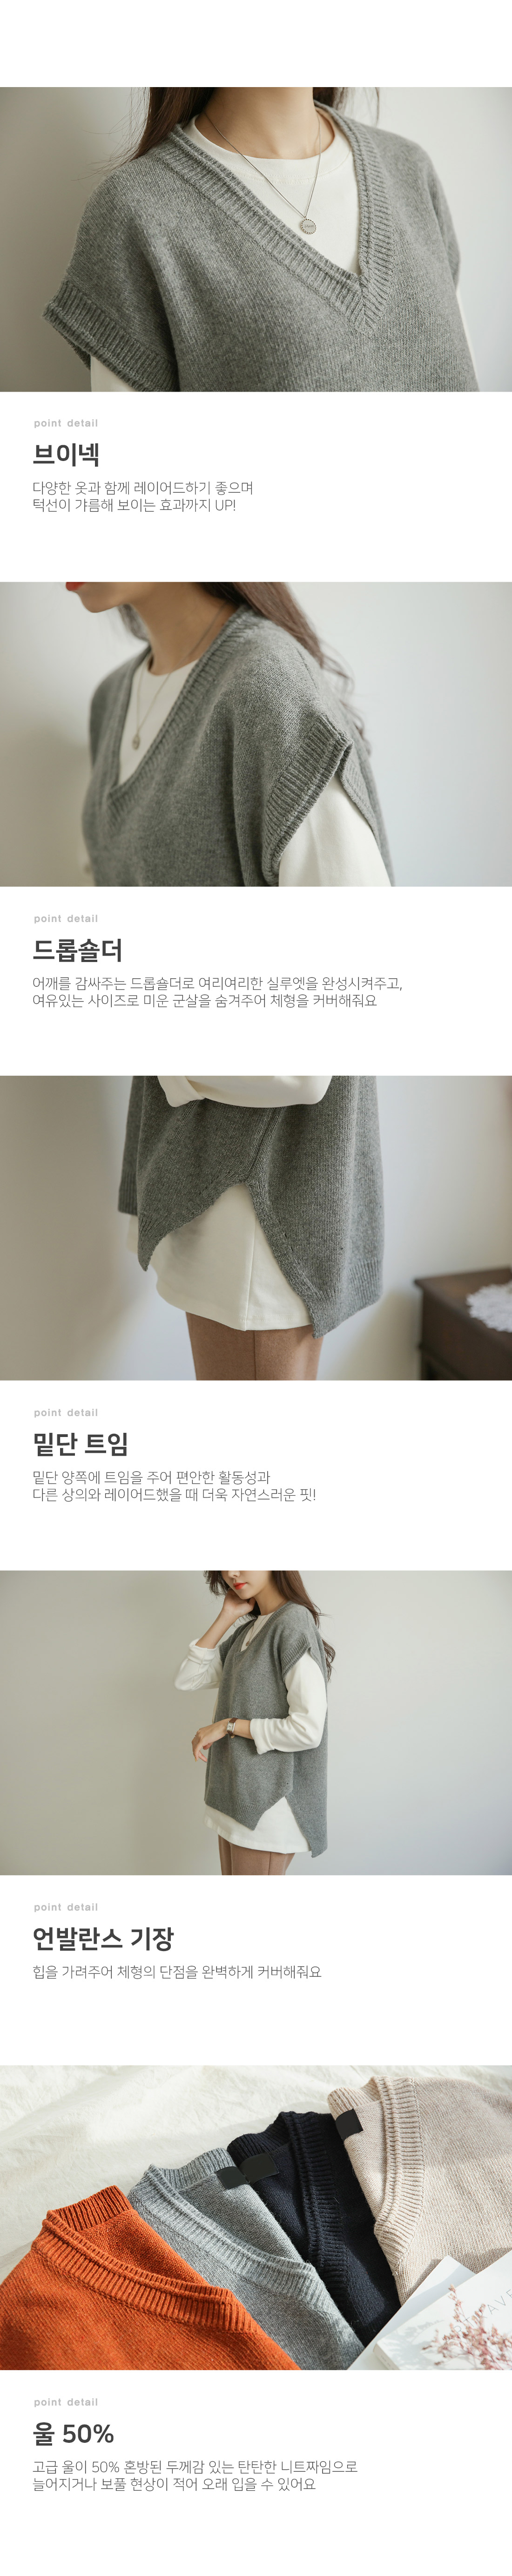 point detail
브이넥
다양한 옷과 함께 레이어드하기 좋으며
턱선이 갸름해 보이는 효과까지 UP!
point detail
드롭숄더
어깨를 감싸주는 드롭숄더로 여리여리한 실루엣을 완성시켜주고,
여유있는 사이즈로 미운 군살을 숨겨주어 체형을 커버해줘요
point detail
밑단 트임
밑단 양쪽에 트임을 주어 편안한 활동성과
다른 상의와 레이어드했을 때 더욱 자연스러운 핏!
point detail
언발란스 기장
힙을 가려주어 체형의 단점을 완벽하게 커버해줘요
point detail
울 50%
고급 울이 50% 혼방된 두께감 있는 탄탄한 니트짜임으로
늘어지거나 보풀 현상이 적어 오래 입을 수 있어요